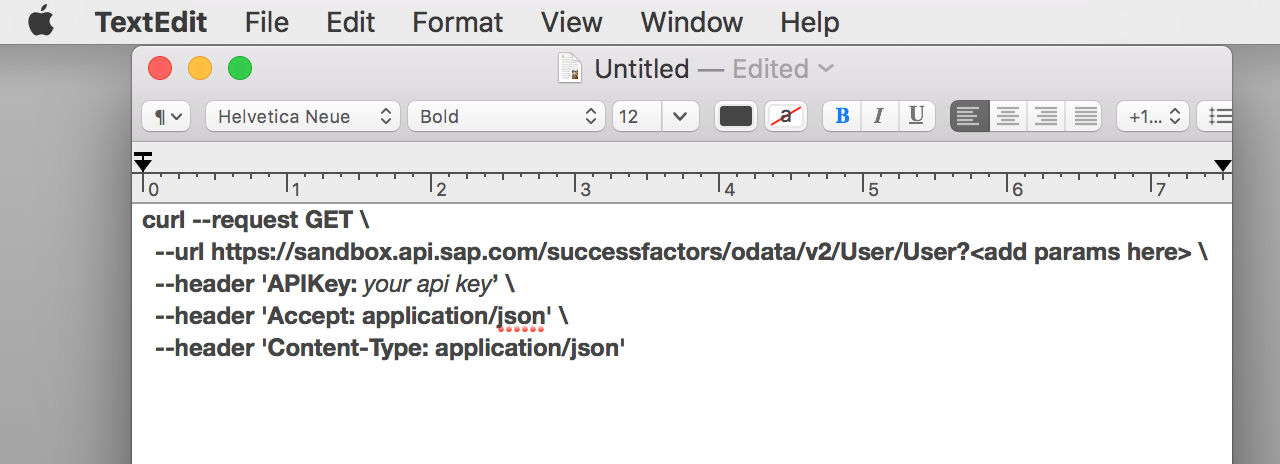 TextEdit File Edit Format View Window Help
Untitled — Edited
¶ Helvetica Neue Bold 12 a B I U +1...
0 1 2 3 4 5 6 7
curl --request GET \
--url https://sandbox.api.sap.com/successfactors/odata/v2/User/User?<add params here> \
--header 'APIKey: your api key’ \
--header 'Accept: application/json' \
--header 'Content-Type: application/json'